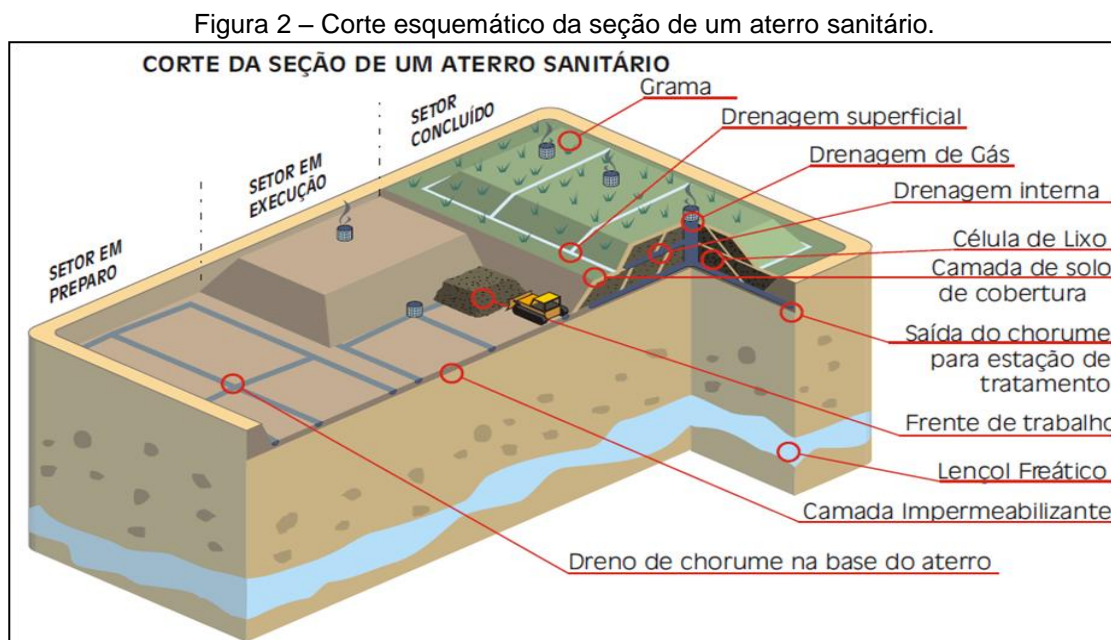 Figura 2 – Corte esquemático da seção de um aterro sanitário.
CORTE DA SEÇÃO DE UM ATERRO SANITÁRIO
SETOR EM
PREPARO
SETOR EM
EXECUÇÃO
SETOR
CONCLUÍDO
Grama
Drenagem superficial
Drenagem de Gás
Drenagem interna
Célula de Lixo
Camada de solo
de cobertura
Saída do chorume
para estação de
tratamento
Frente de trabalho
Lençol Freático
Camada Impermeabilizante
Dreno de chorume na base do aterro